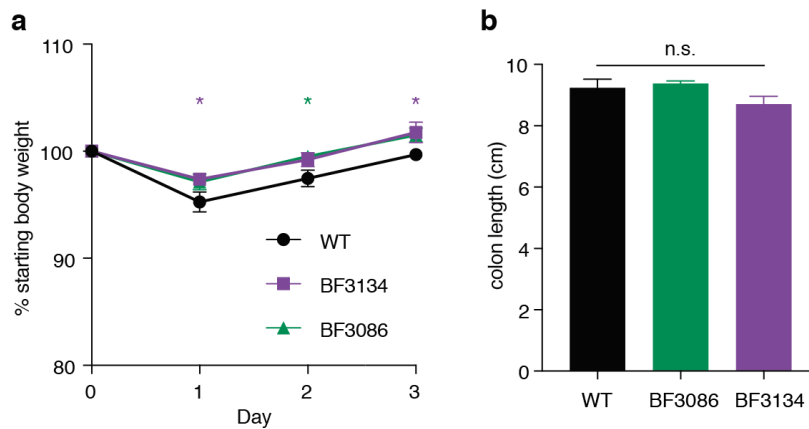 a
110
100
90
80
% starting body weight
* * *
WT
BF3134
BF3086
0 1 2 3
Day
b
n.s.
10
8
6
4
2
0
colon length (cm)
WT BF3086 BF3134